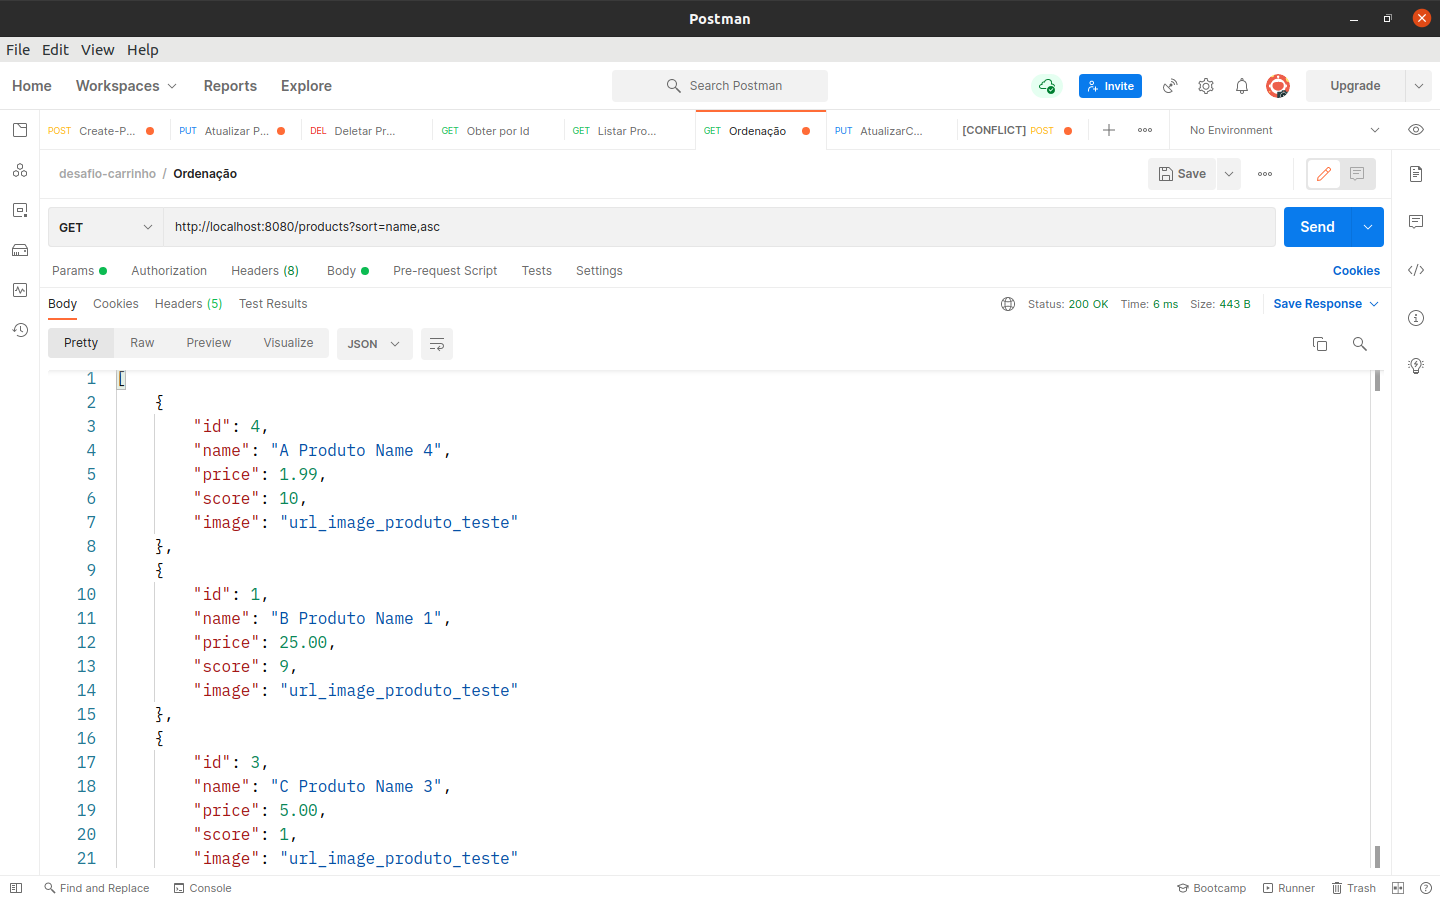 Postman
File Edit View Help
Home Workspaces Reports Explore Search Postman Invite Upgrade
POST Create-P... PUT Atualizar P... DEL Deletar Pr... GET Obter por Id GET Listar Pro... GET Ordenação PUT AtualizarC... [CONFLICT] POST No Environment
desafio-carrinho / Ordenação Save
GET http://localhost:8080/products?sort=name,asc Send
Params Authorization Headers (8) Body Pre-request Script Tests Settings Cookies
Body Cookies Headers (5) Test Results Status: 200 OK Time: 6 ms Size: 443 B Save Response
Pretty Raw Preview Visualize JSON
1 [
2 {
3 "id": 4,
4 "name": "A Produto Name 4",
5 "price": 1.99,
6 "score": 10,
7 "image": "url_image_produto_teste"
8 },
9 {
10 "id": 1,
11 "name": "B Produto Name 1",
12 "price": 25.00,
13 "score": 9,
14 "image": "url_image_produto_teste"
15 },
16 {
17 "id": 3,
18 "name": "C Produto Name 3",
19 "price": 5.00,
20 "score": 1,
21 "image": "url_image_produto_teste"
Find and Replace Console Bootcamp Runner Trash